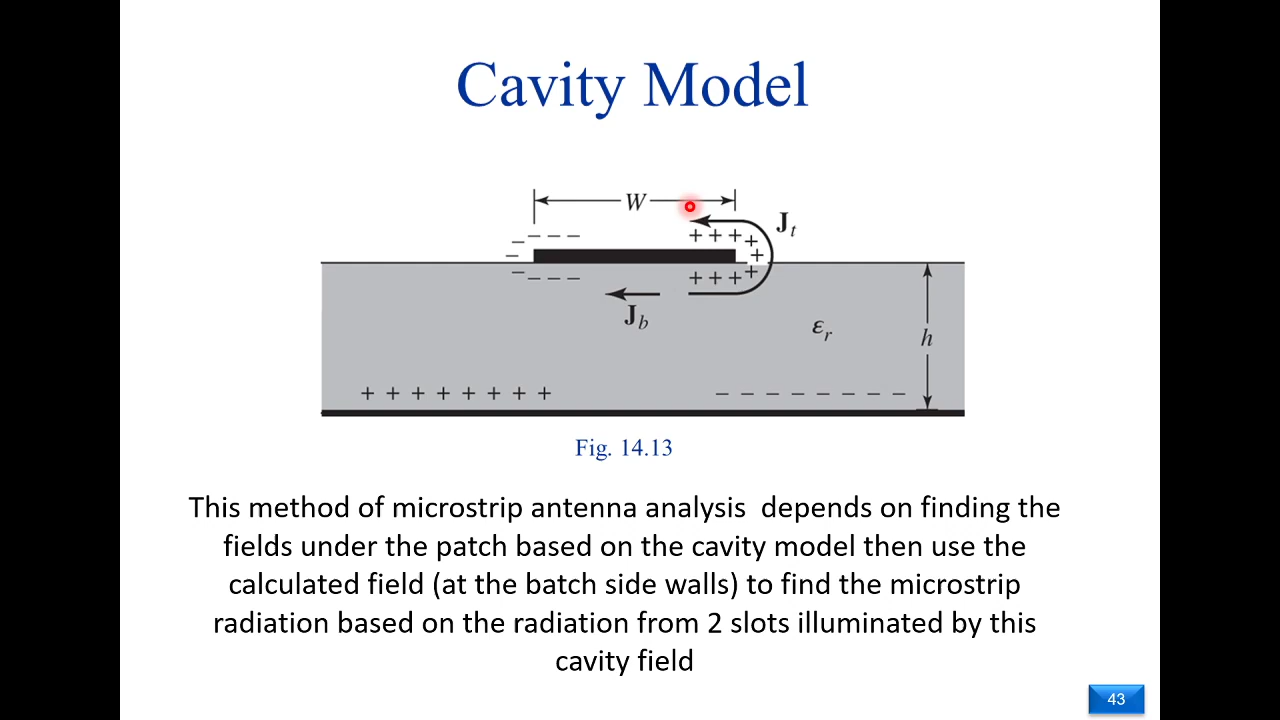 Cavity Model
W
J_t
− − − −
+ + + +
−
+
− − − −
+ + + +
J_b
ε_r
h
+ + + + + + + +
− − − − − − − −
Fig. 14.13
This method of microstrip antenna analysis  depends on finding the
fields under the patch based on the cavity model then use the
calculated field (at the batch side walls) to find the microstrip
radiation based on the radiation from 2 slots illuminated by this
cavity field
43